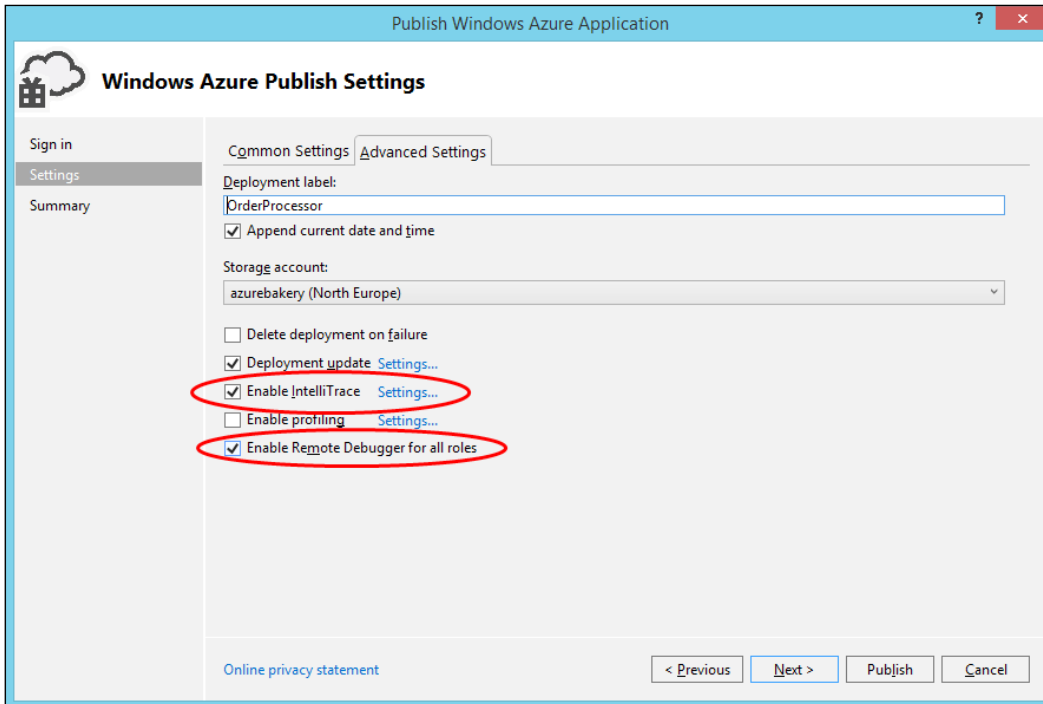 Publish Windows Azure Application
?
Windows Azure Publish Settings
Sign in
Settings
Summary
Common Settings Advanced Settings
Deployment label:
OrderProcessor
Append current date and time
Storage account:
azurebakery (North Europe)
Delete deployment on failure
Deployment update Settings...
Enable IntelliTrace Settings...
Enable profiling Settings...
Enable Remote Debugger for all roles
Online privacy statement
< Previous Next > Publish Cancel